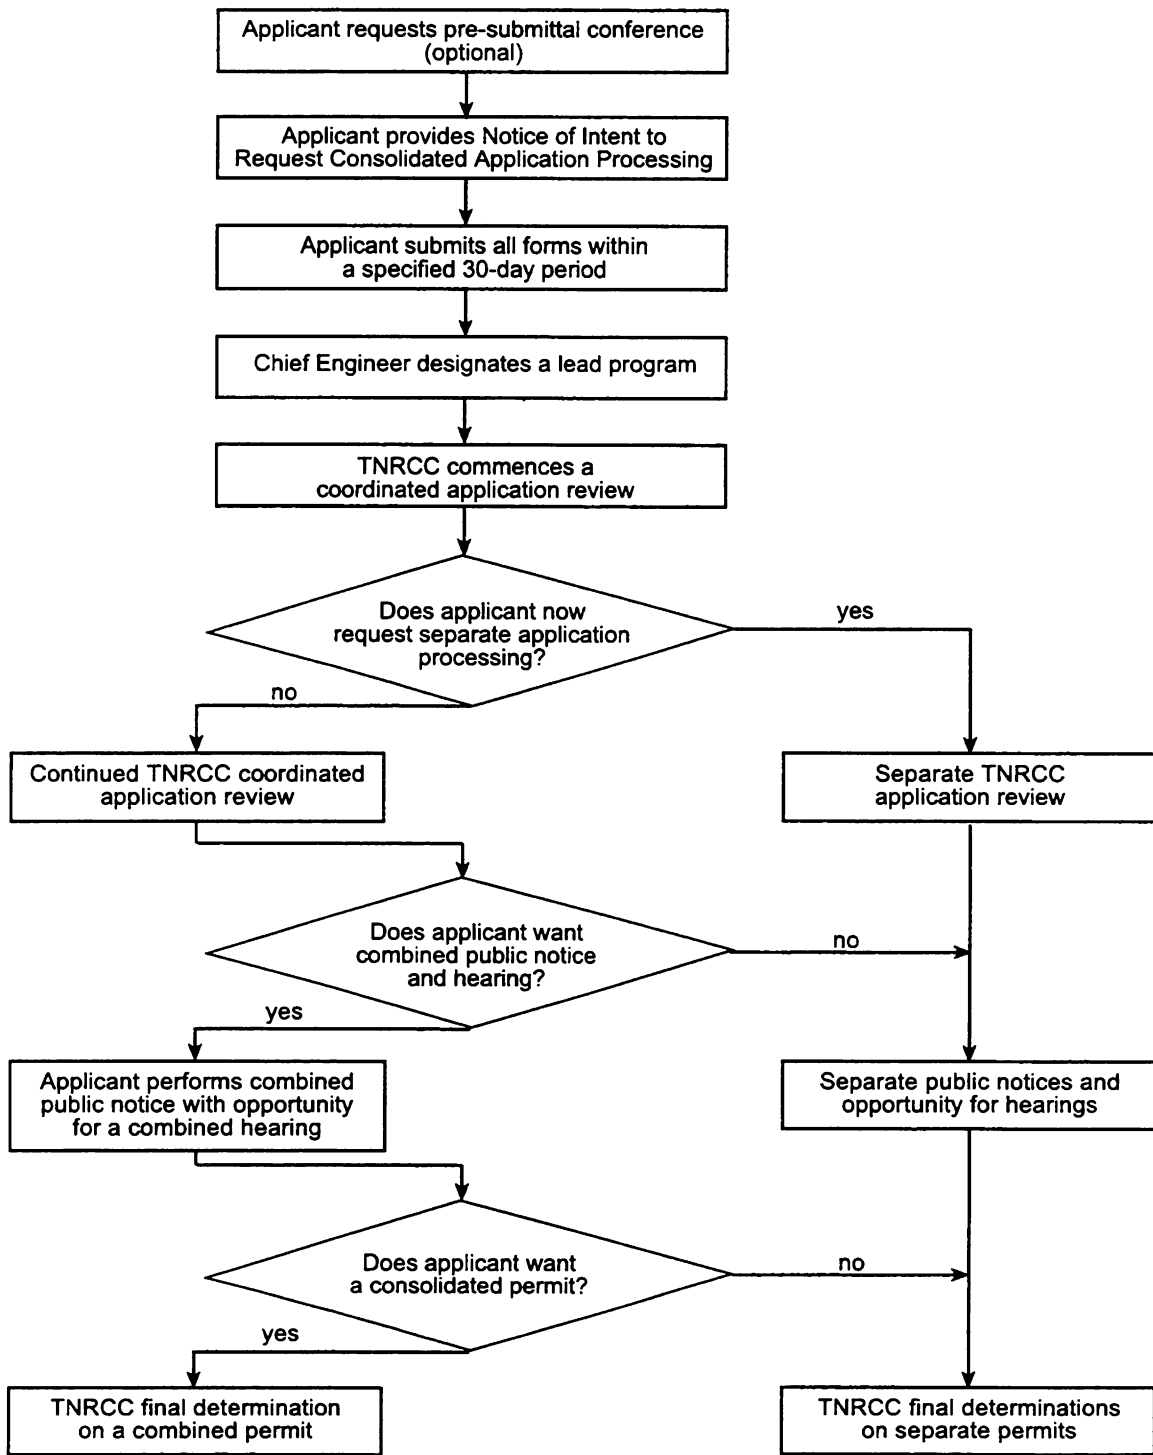 Applicant requests pre-submittal conference
(optional)
Applicant provides Notice of Intent to
Request Consolidated Application Processing
Applicant submits all forms within
a specified 30-day period
Chief Engineer designates a lead program
TNRCC commences a
coordinated application review
Does applicant now
request separate application
processing?
yes
no
Continued TNRCC coordinated
application review
Separate TNRCC
application review
Does applicant want
combined public notice
and hearing?
no
yes
Applicant performs combined
public notice with opportunity
for a combined hearing
Separate public notices and
opportunity for hearings
Does applicant want
a consolidated permit?
no
yes
TNRCC final determination
on a combined permit
TNRCC final determinations
on separate permits